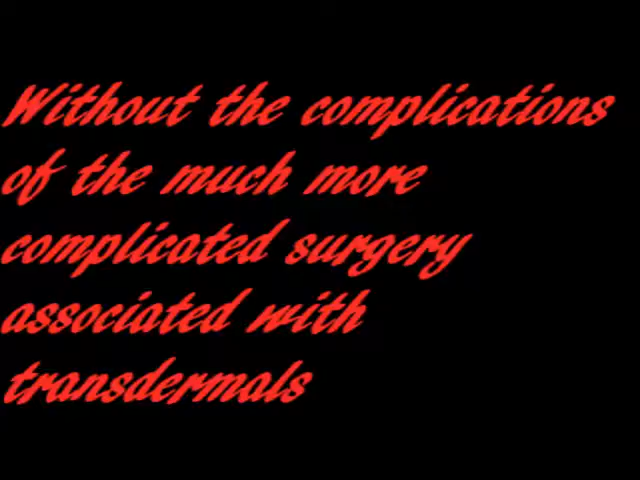 Without the complications
of the much more
complicated surgery
associated with
transdermals